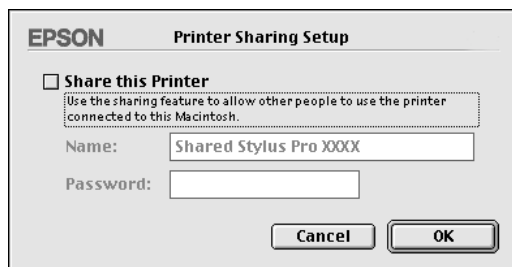 EPSON Printer Sharing Setup
Share this Printer
Use the sharing feature to allow other people to use the printer
connected to this Macintosh.
Name: Shared Stylus Pro XXXX
Password:
Cancel OK